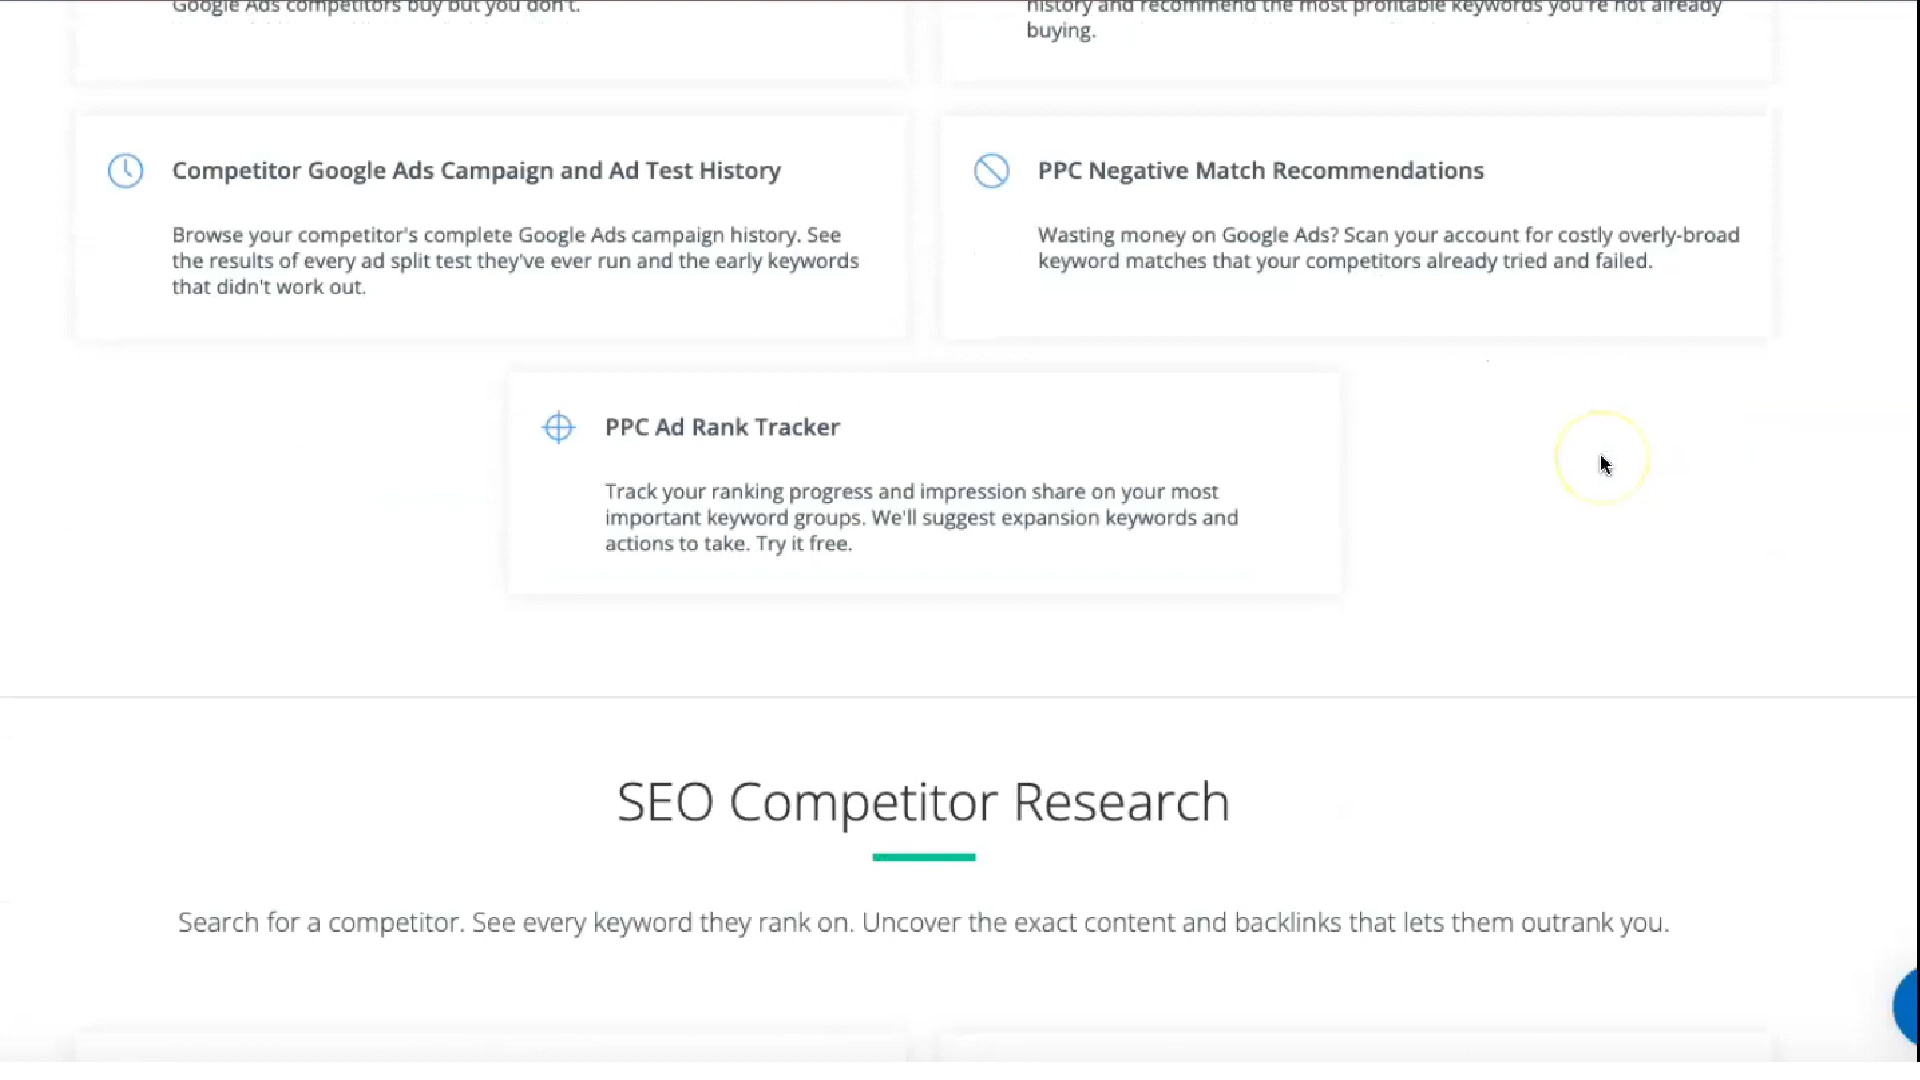 Google Ads competitors buy but you don't.
history and recommend the most profitable keywords you're not already
buying.
Competitor Google Ads Campaign and Ad Test History
Browse your competitor's complete Google Ads campaign history. See
the results of every ad split test they've ever run and the early keywords
that didn't work out.
PPC Negative Match Recommendations
Wasting money on Google Ads? Scan your account for costly overly-broad
keyword matches that your competitors already tried and failed.
PPC Ad Rank Tracker
Track your ranking progress and impression share on your most
important keyword groups. We'll suggest expansion keywords and
actions to take. Try it free.
SEO Competitor Research
Search for a competitor. See every keyword they rank on. Uncover the exact content and backlinks that lets them outrank you.